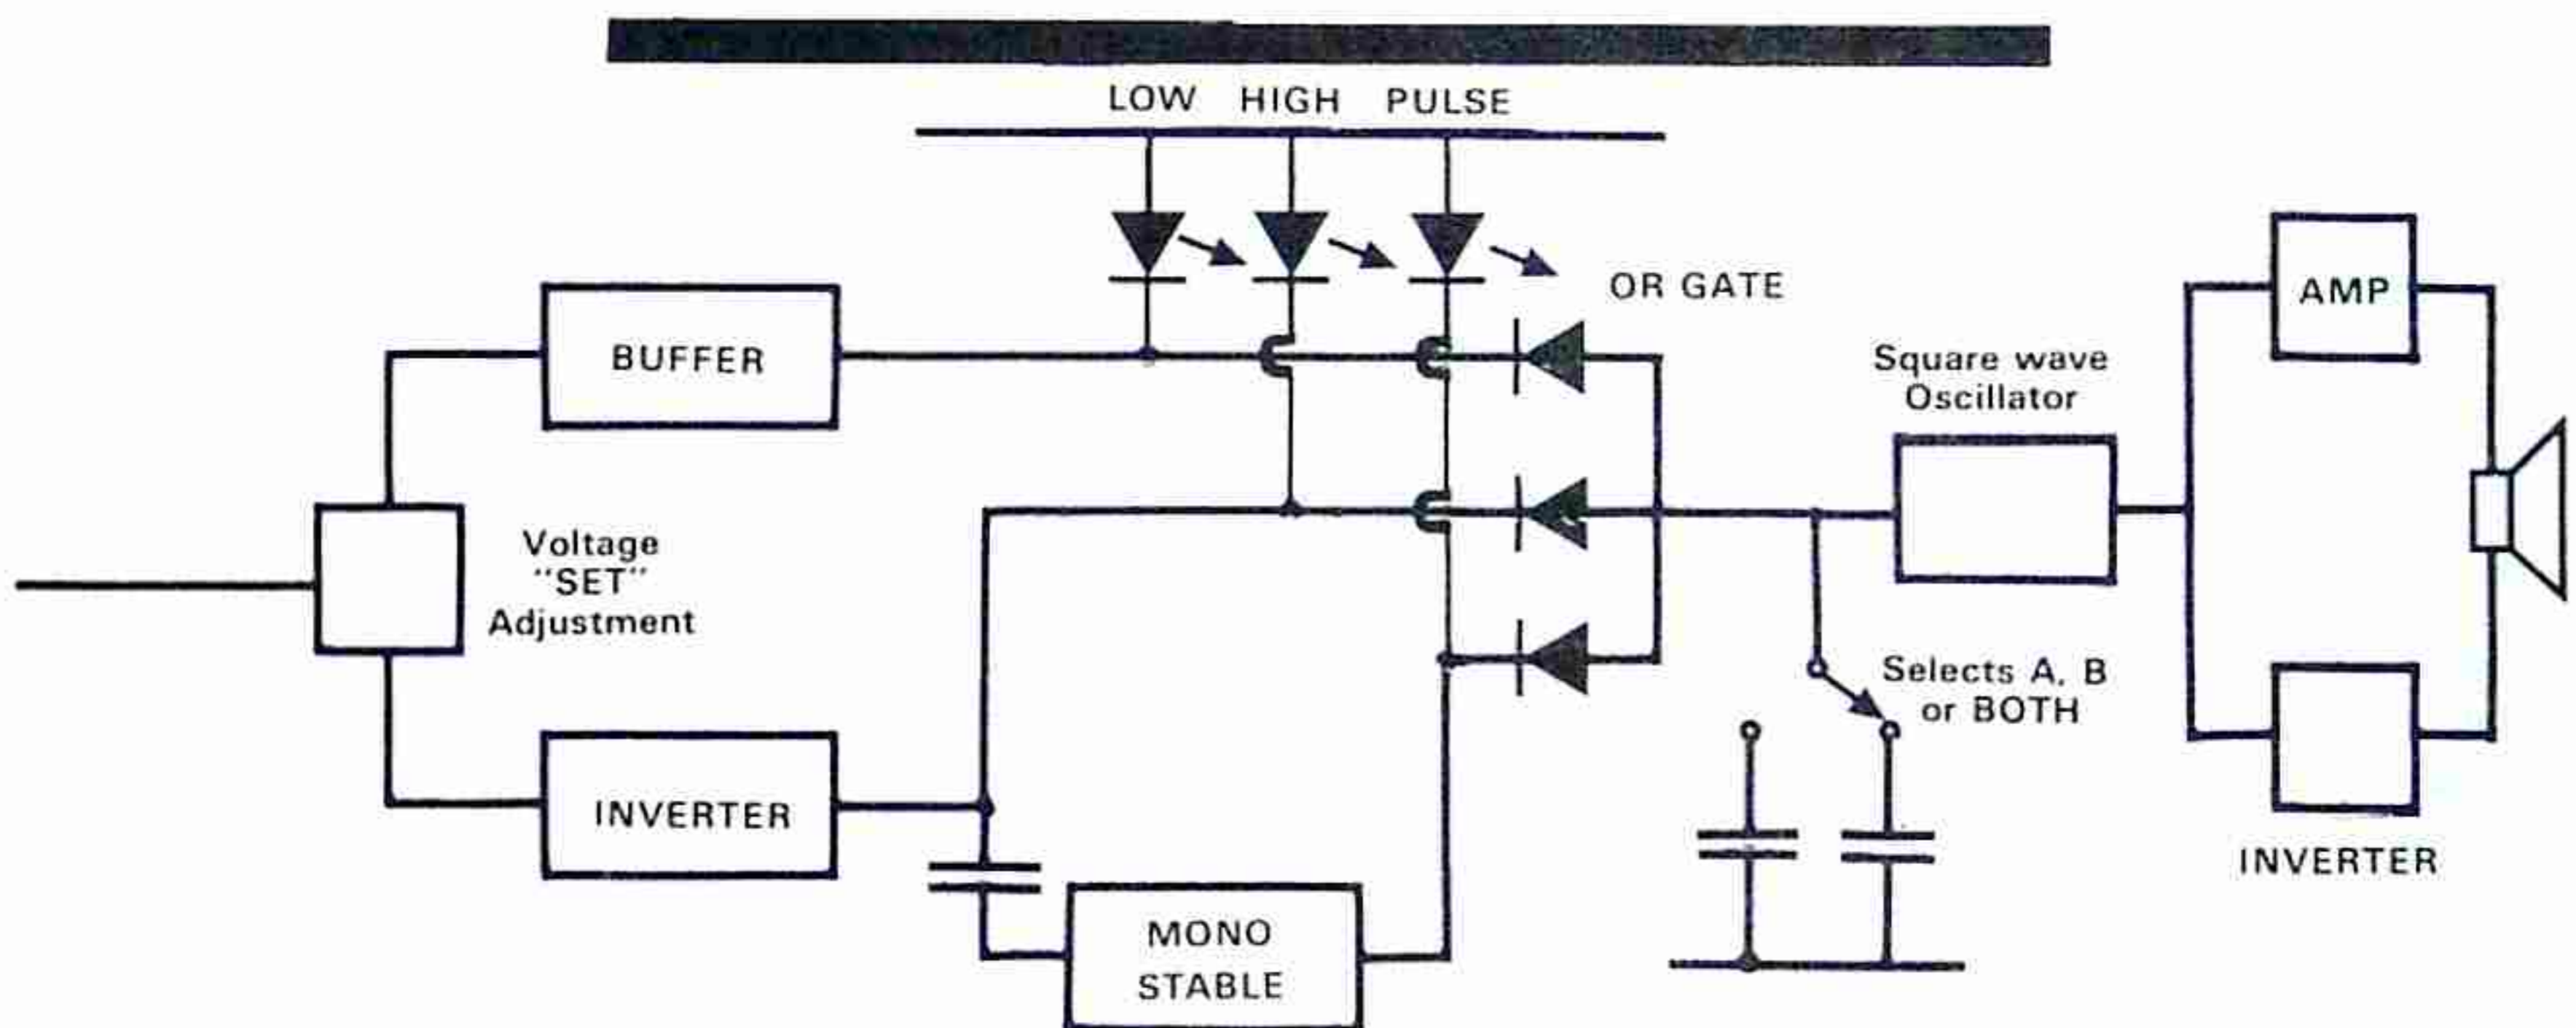 LOW HIGH PULSE
OR GATE
BUFFER
AMP
Square wave
Oscillator
Voltage
"SET"
Adjustment
Selects A, B
or BOTH
INVERTER
INVERTER
MONO
STABLE